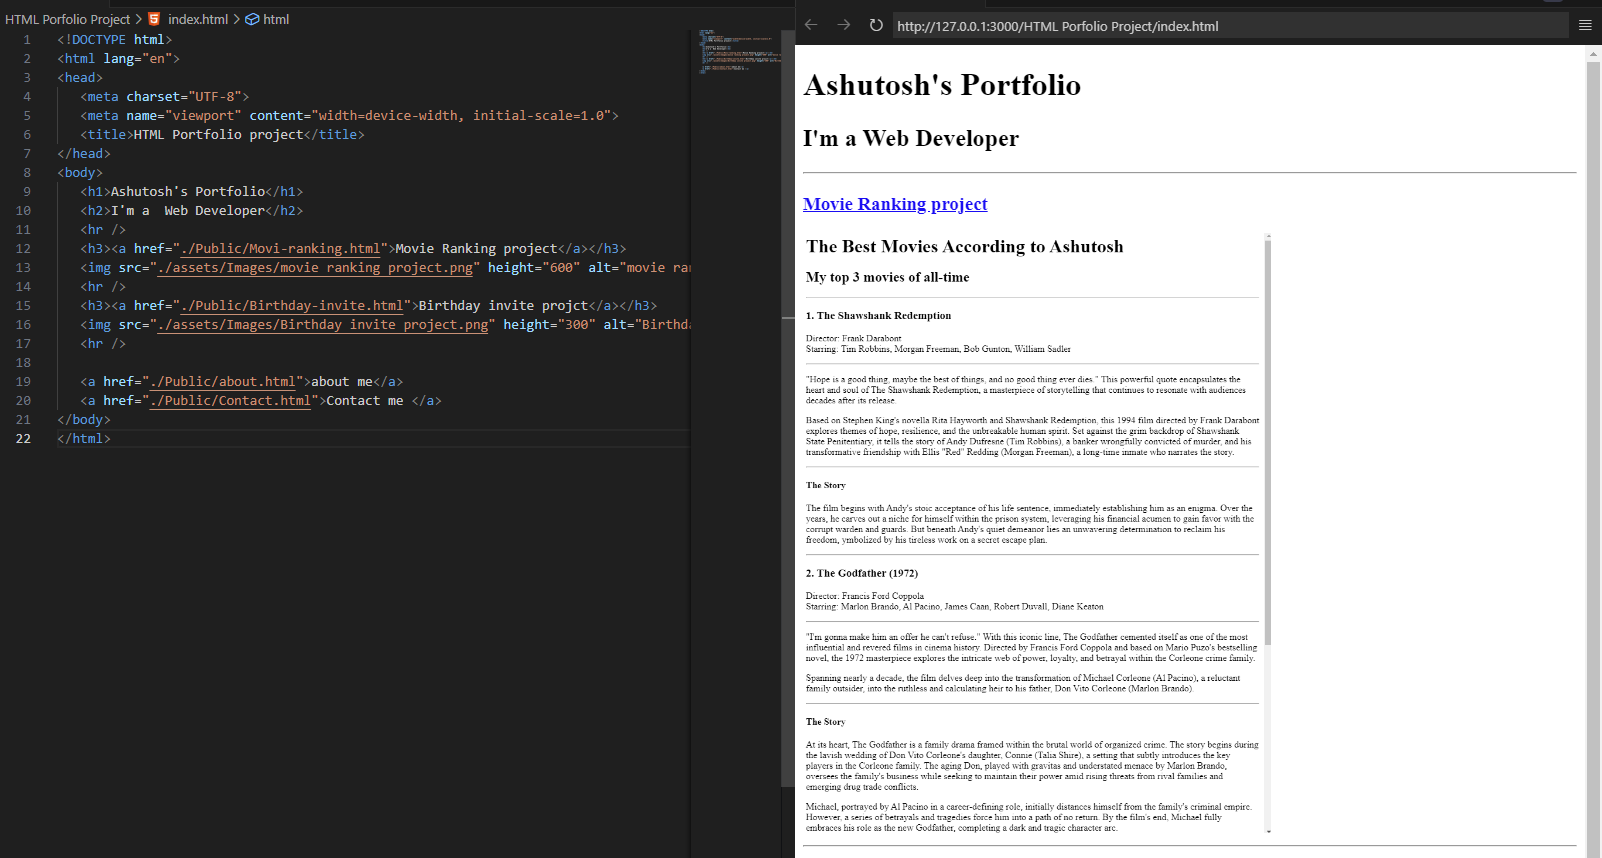 HTML Porfolio Project > index.html > html
1 <!DOCTYPE html>
2 <html lang="en">
3 <head>
4 <meta charset="UTF-8">
5 <meta name="viewport" content="width=device-width, initial-scale=1.0">
6 <title>HTML Portfolio project</title>
7 </head>
8 <body>
9 <h1>Ashutosh's Portfolio</h1>
10 <h2>I'm a  Web Developer</h2>
11 <hr />
12 <h3><a href="./Public/Movi-ranking.html">Movie Ranking project</a></h3>
13 <img src="./assets/Images/movie ranking project.png" height="600" alt="movie ran
14 <hr />
15 <h3><a href="./Public/Birthday-invite.html">Birthday invite projct</a></h3>
16 <img src="./assets/Images/Birthday invite project.png" height="300" alt="Birthda
17 <hr />
18
19 <a href="./Public/about.html">about me</a>
20 <a href="./Public/Contact.html">Contact me </a>
21 </body>
22 </html>
http://127.0.0.1:3000/HTML Porfolio Project/index.html
Ashutosh's Portfolio
I'm a Web Developer
Movie Ranking project
The Best Movies According to Ashutosh
My top 3 movies of all-time
1. The Shawshank Redemption
Director: Frank Darabont
Starring: Tim Robbins, Morgan Freeman, Bob Gunton, William Sadler
"Hope is a good thing, maybe the best of things, and no good thing ever dies." This powerful quote encapsulates the
heart and soul of The Shawshank Redemption, a masterpiece of storytelling that continues to resonate with audiences
decades after its release.
Based on Stephen King's novella Rita Hayworth and Shawshank Redemption, this 1994 film directed by Frank Darabont
explores themes of hope, resilience, and the unbreakable human spirit. Set against the grim backdrop of Shawshank
State Penitentiary, it tells the story of Andy Dufresne (Tim Robbins), a banker wrongfully convicted of murder, and his
transformative friendship with Ellis "Red" Redding (Morgan Freeman), a long-time inmate who narrates the story.
The Story
The film begins with Andy's stoic acceptance of his life sentence, immediately establishing him as an enigma. Over the
years, he carves out a niche for himself within the prison system, leveraging his financial acumen to gain favor with the
corrupt warden and guards. But beneath Andy's quiet demeanor lies an unwavering determination to reclaim his
freedom, ymbolized by his tireless work on a secret escape plan.
2. The Godfather (1972)
Director: Francis Ford Coppola
Starring: Marlon Brando, Al Pacino, James Caan, Robert Duvall, Diane Keaton
"I'm gonna make him an offer he can't refuse." With this iconic line, The Godfather cemented itself as one of the most
influential and revered films in cinema history. Directed by Francis Ford Coppola and based on Mario Puzo's bestselling
novel, the 1972 masterpiece explores the intricate web of power, loyalty, and betrayal within the Corleone crime family.
Spanning nearly a decade, the film delves deep into the transformation of Michael Corleone (Al Pacino), a reluctant
family outsider, into the ruthless and calculating heir to his father, Don Vito Corleone (Marlon Brando).
The Story
At its heart, The Godfather is a family drama framed within the brutal world of organized crime. The story begins during
the lavish wedding of Don Vito Corleone's daughter, Connie (Talia Shire), a setting that subtly introduces the key
players in the Corleone family. The aging Don, played with gravitas and understated menace by Marlon Brando,
oversees the family's business while seeking to maintain their power amid rising threats from rival families and
emerging drug trade conflicts.
Michael, portrayed by Al Pacino in a career-defining role, initially distances himself from the family's criminal empire.
However, a series of betrayals and tragedies force him into a path of no return. By the film's end, Michael fully
embraces his role as the new Godfather, completing a dark and tragic character arc.